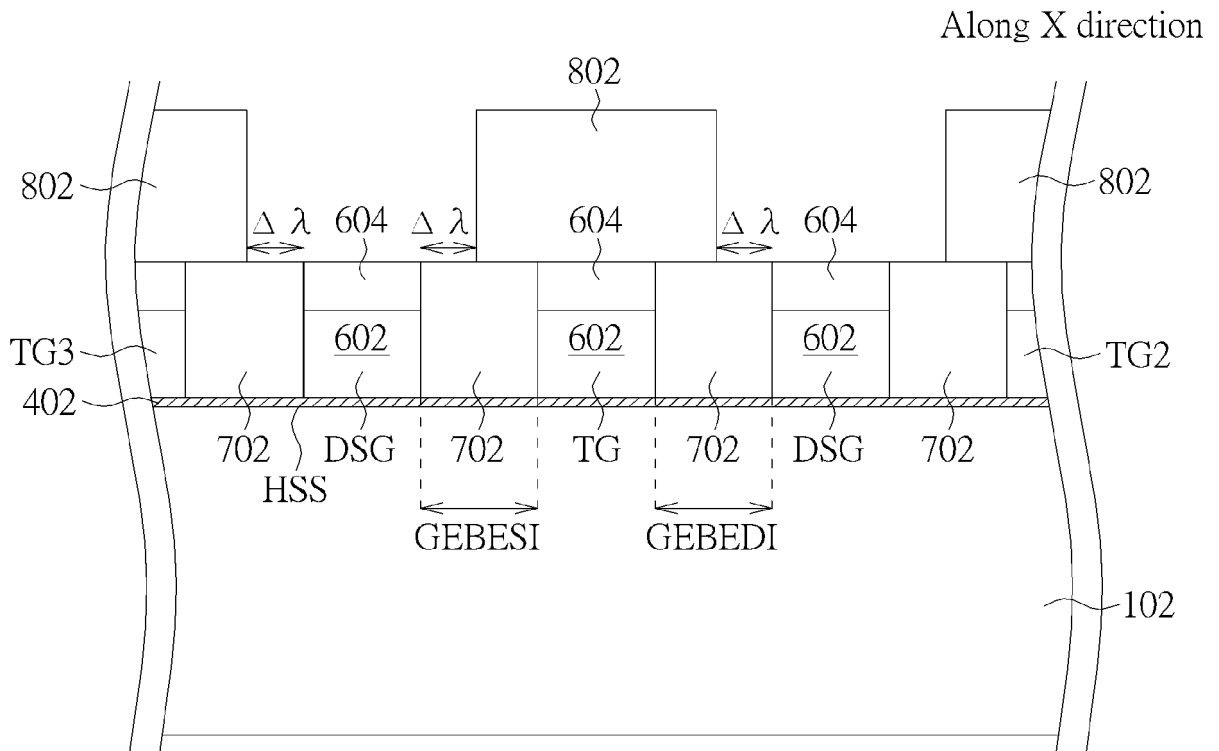 Along X direction
802
802
802
Δ λ
604
Δ λ
604
Δ λ
604
602
602
602
TG3
TG2
402
702
DSG
702
TG
702
DSG
702
HSS
GEBESI
GEBEDI
102